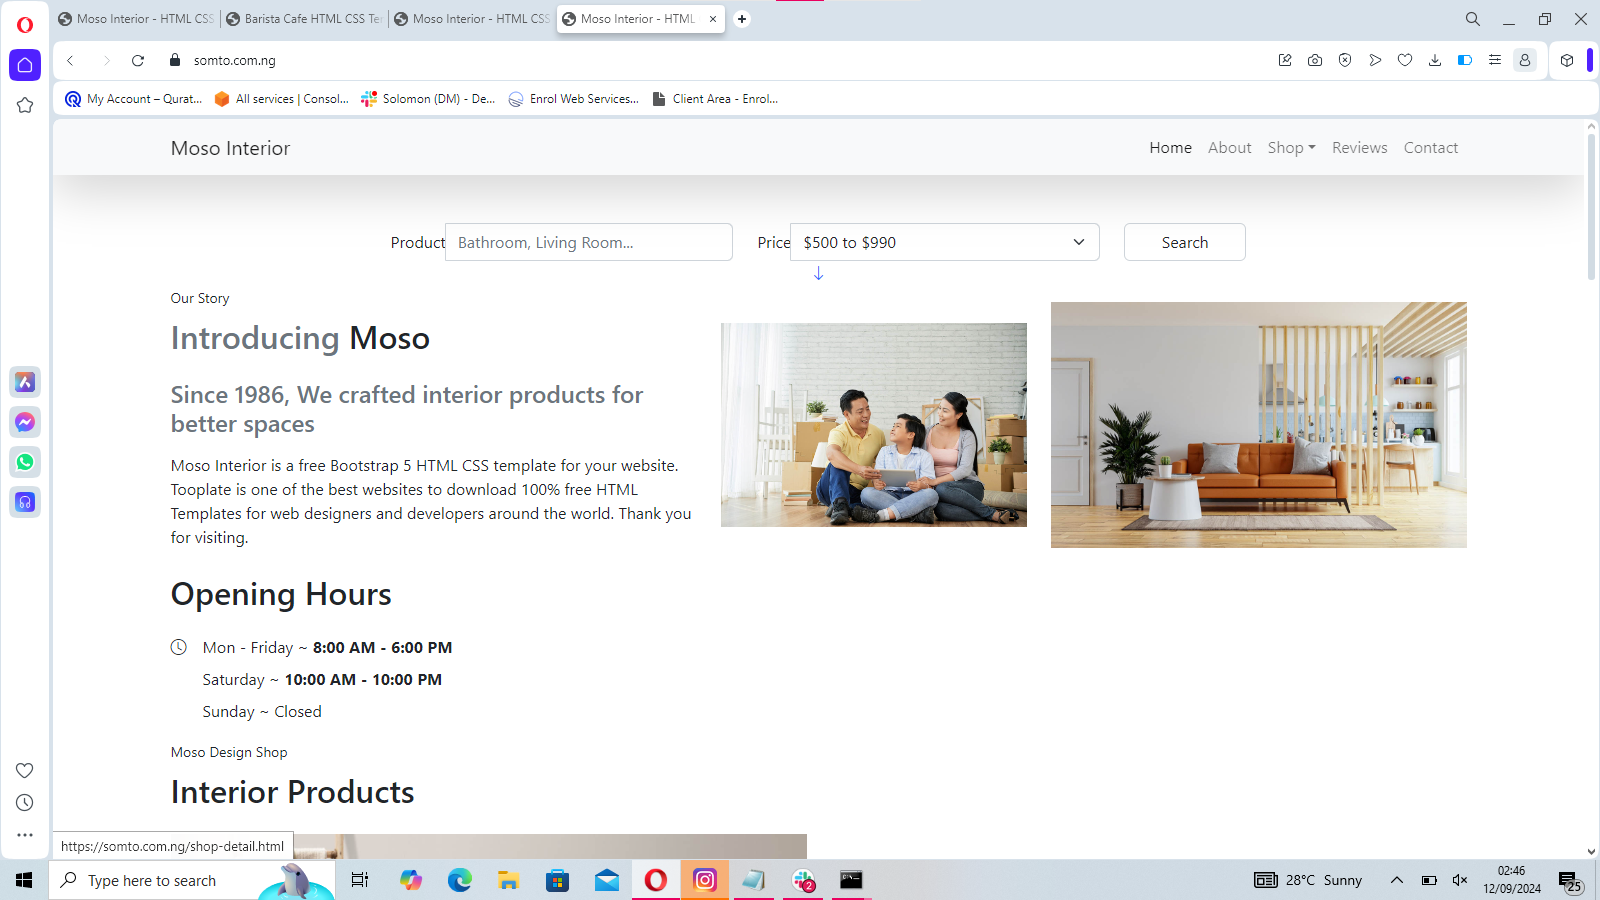 Moso Interior - HTML CSS
Barista Cafe HTML CSS Te
Moso Interior - HTML CSS
Moso Interior - HTML
somto.com.ng
My Account – Qurat...
All services | Consol...
Solomon (DM) - De...
Enrol Web Services...
Client Area - Enrol...
Moso Interior
Home
About
Shop
Reviews
Contact
Product
Bathroom, Living Room...
Price
$500 to $990
Search
Our Story
Introducing Moso
Since 1986, We crafted interior products for
better spaces
Moso Interior is a free Bootstrap 5 HTML CSS template for your website.
Tooplate is one of the best websites to download 100% free HTML
Templates for web designers and developers around the world. Thank you
for visiting.
Opening Hours
Mon - Friday ~ 8:00 AM - 6:00 PM
Saturday ~ 10:00 AM - 10:00 PM
Sunday ~ Closed
Moso Design Shop
Interior Products
https://somto.com.ng/shop-detail.html
Type here to search
2
28°C Sunny
02:46
12/09/2024
25